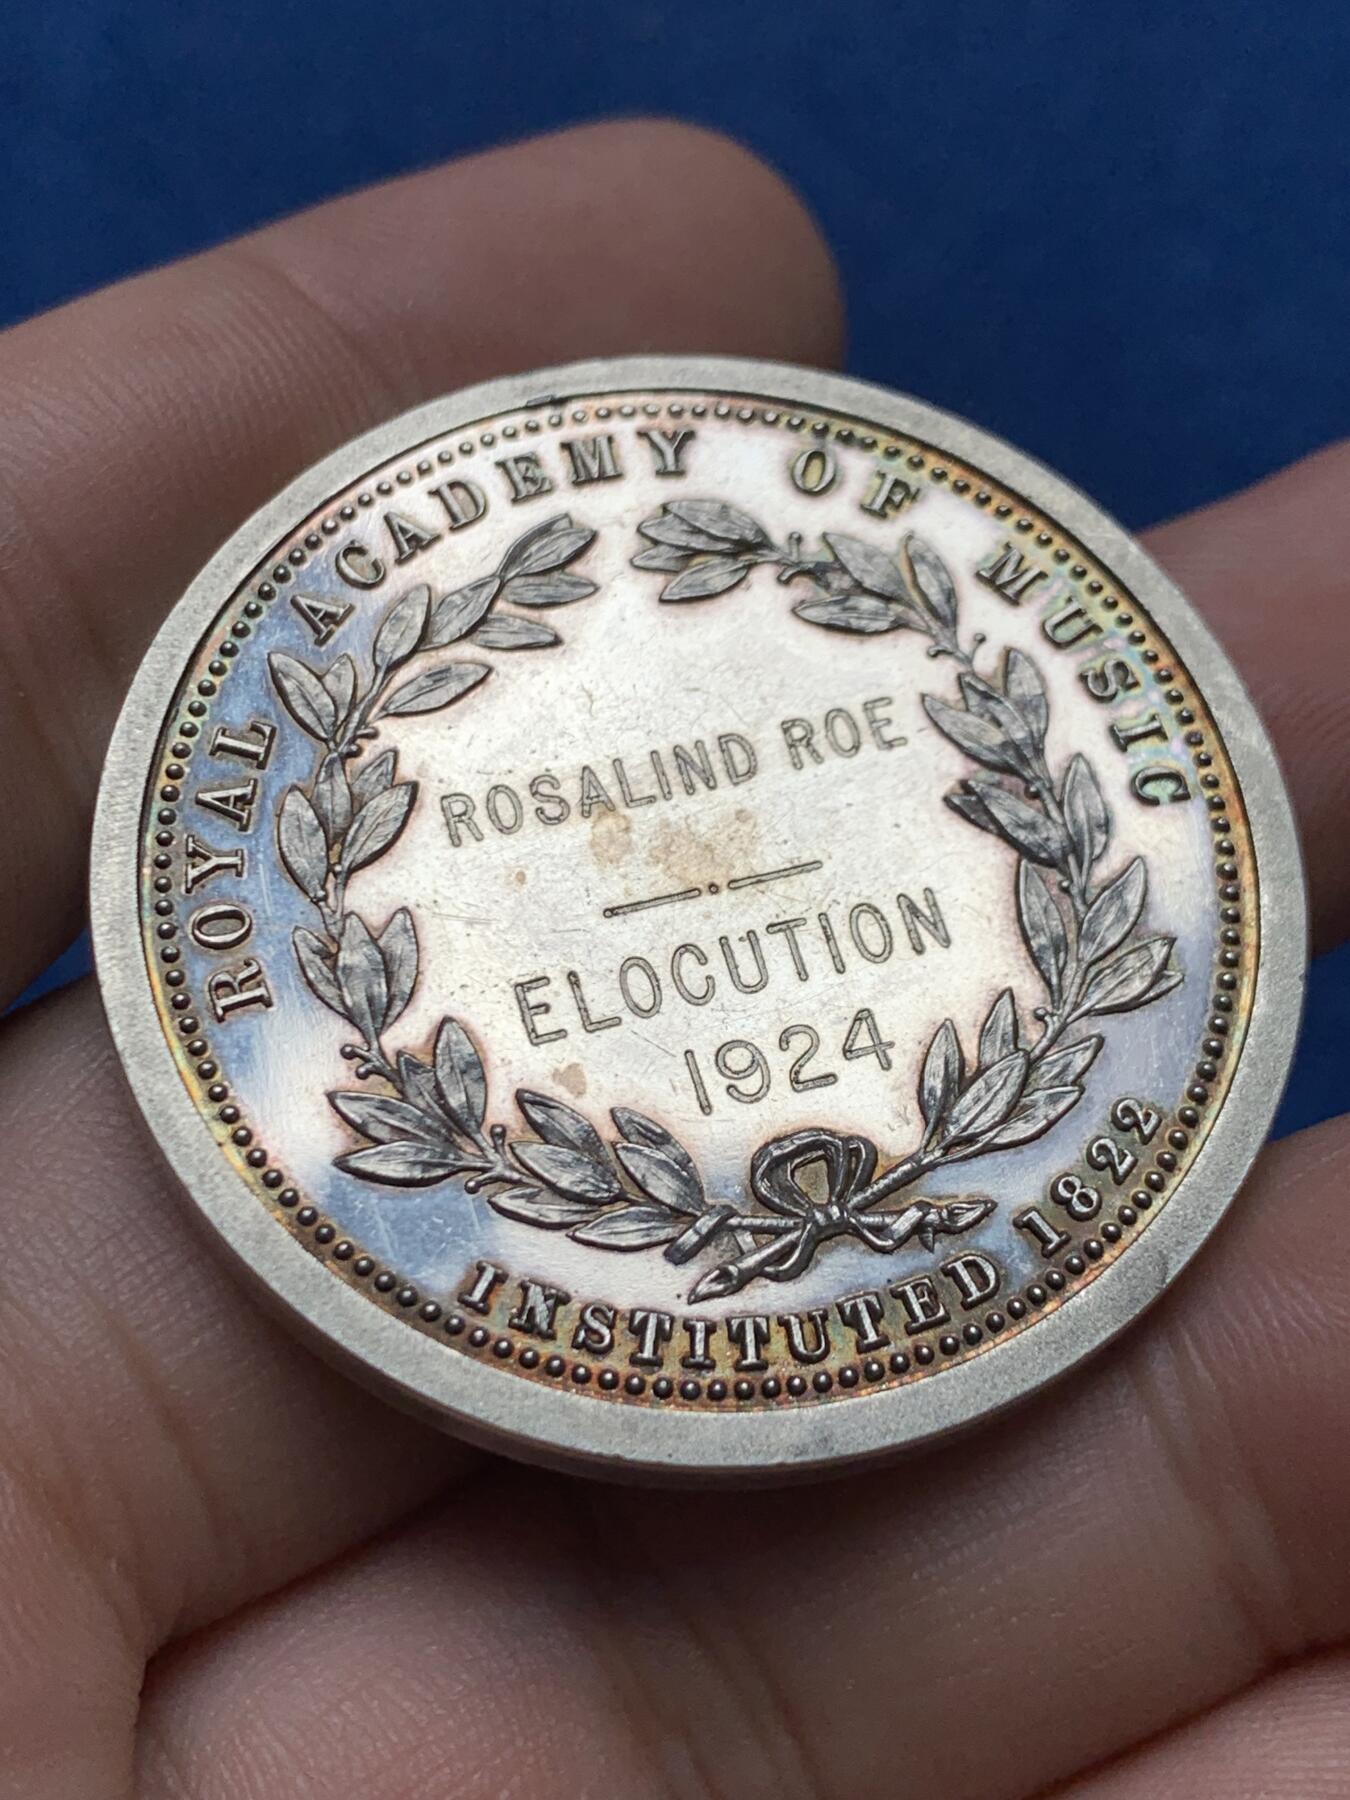 ROYAL ACADEMY OF MUSIC
ROSALIND ROE
ELOCUTION
1924
INSTITUTED 1822